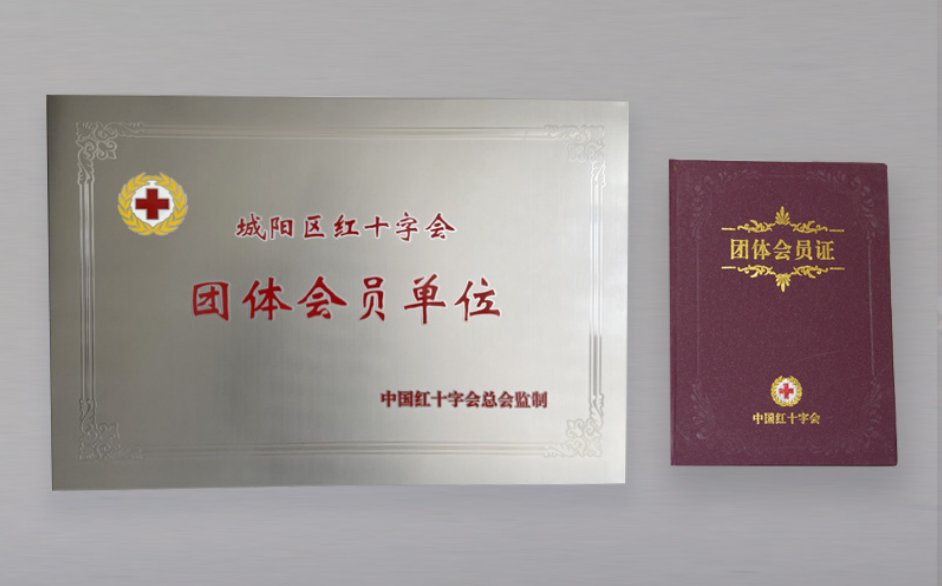 城阳区红十字会
团体会员单位
中国红十字会总会监制
团体会员证
中国红十字会